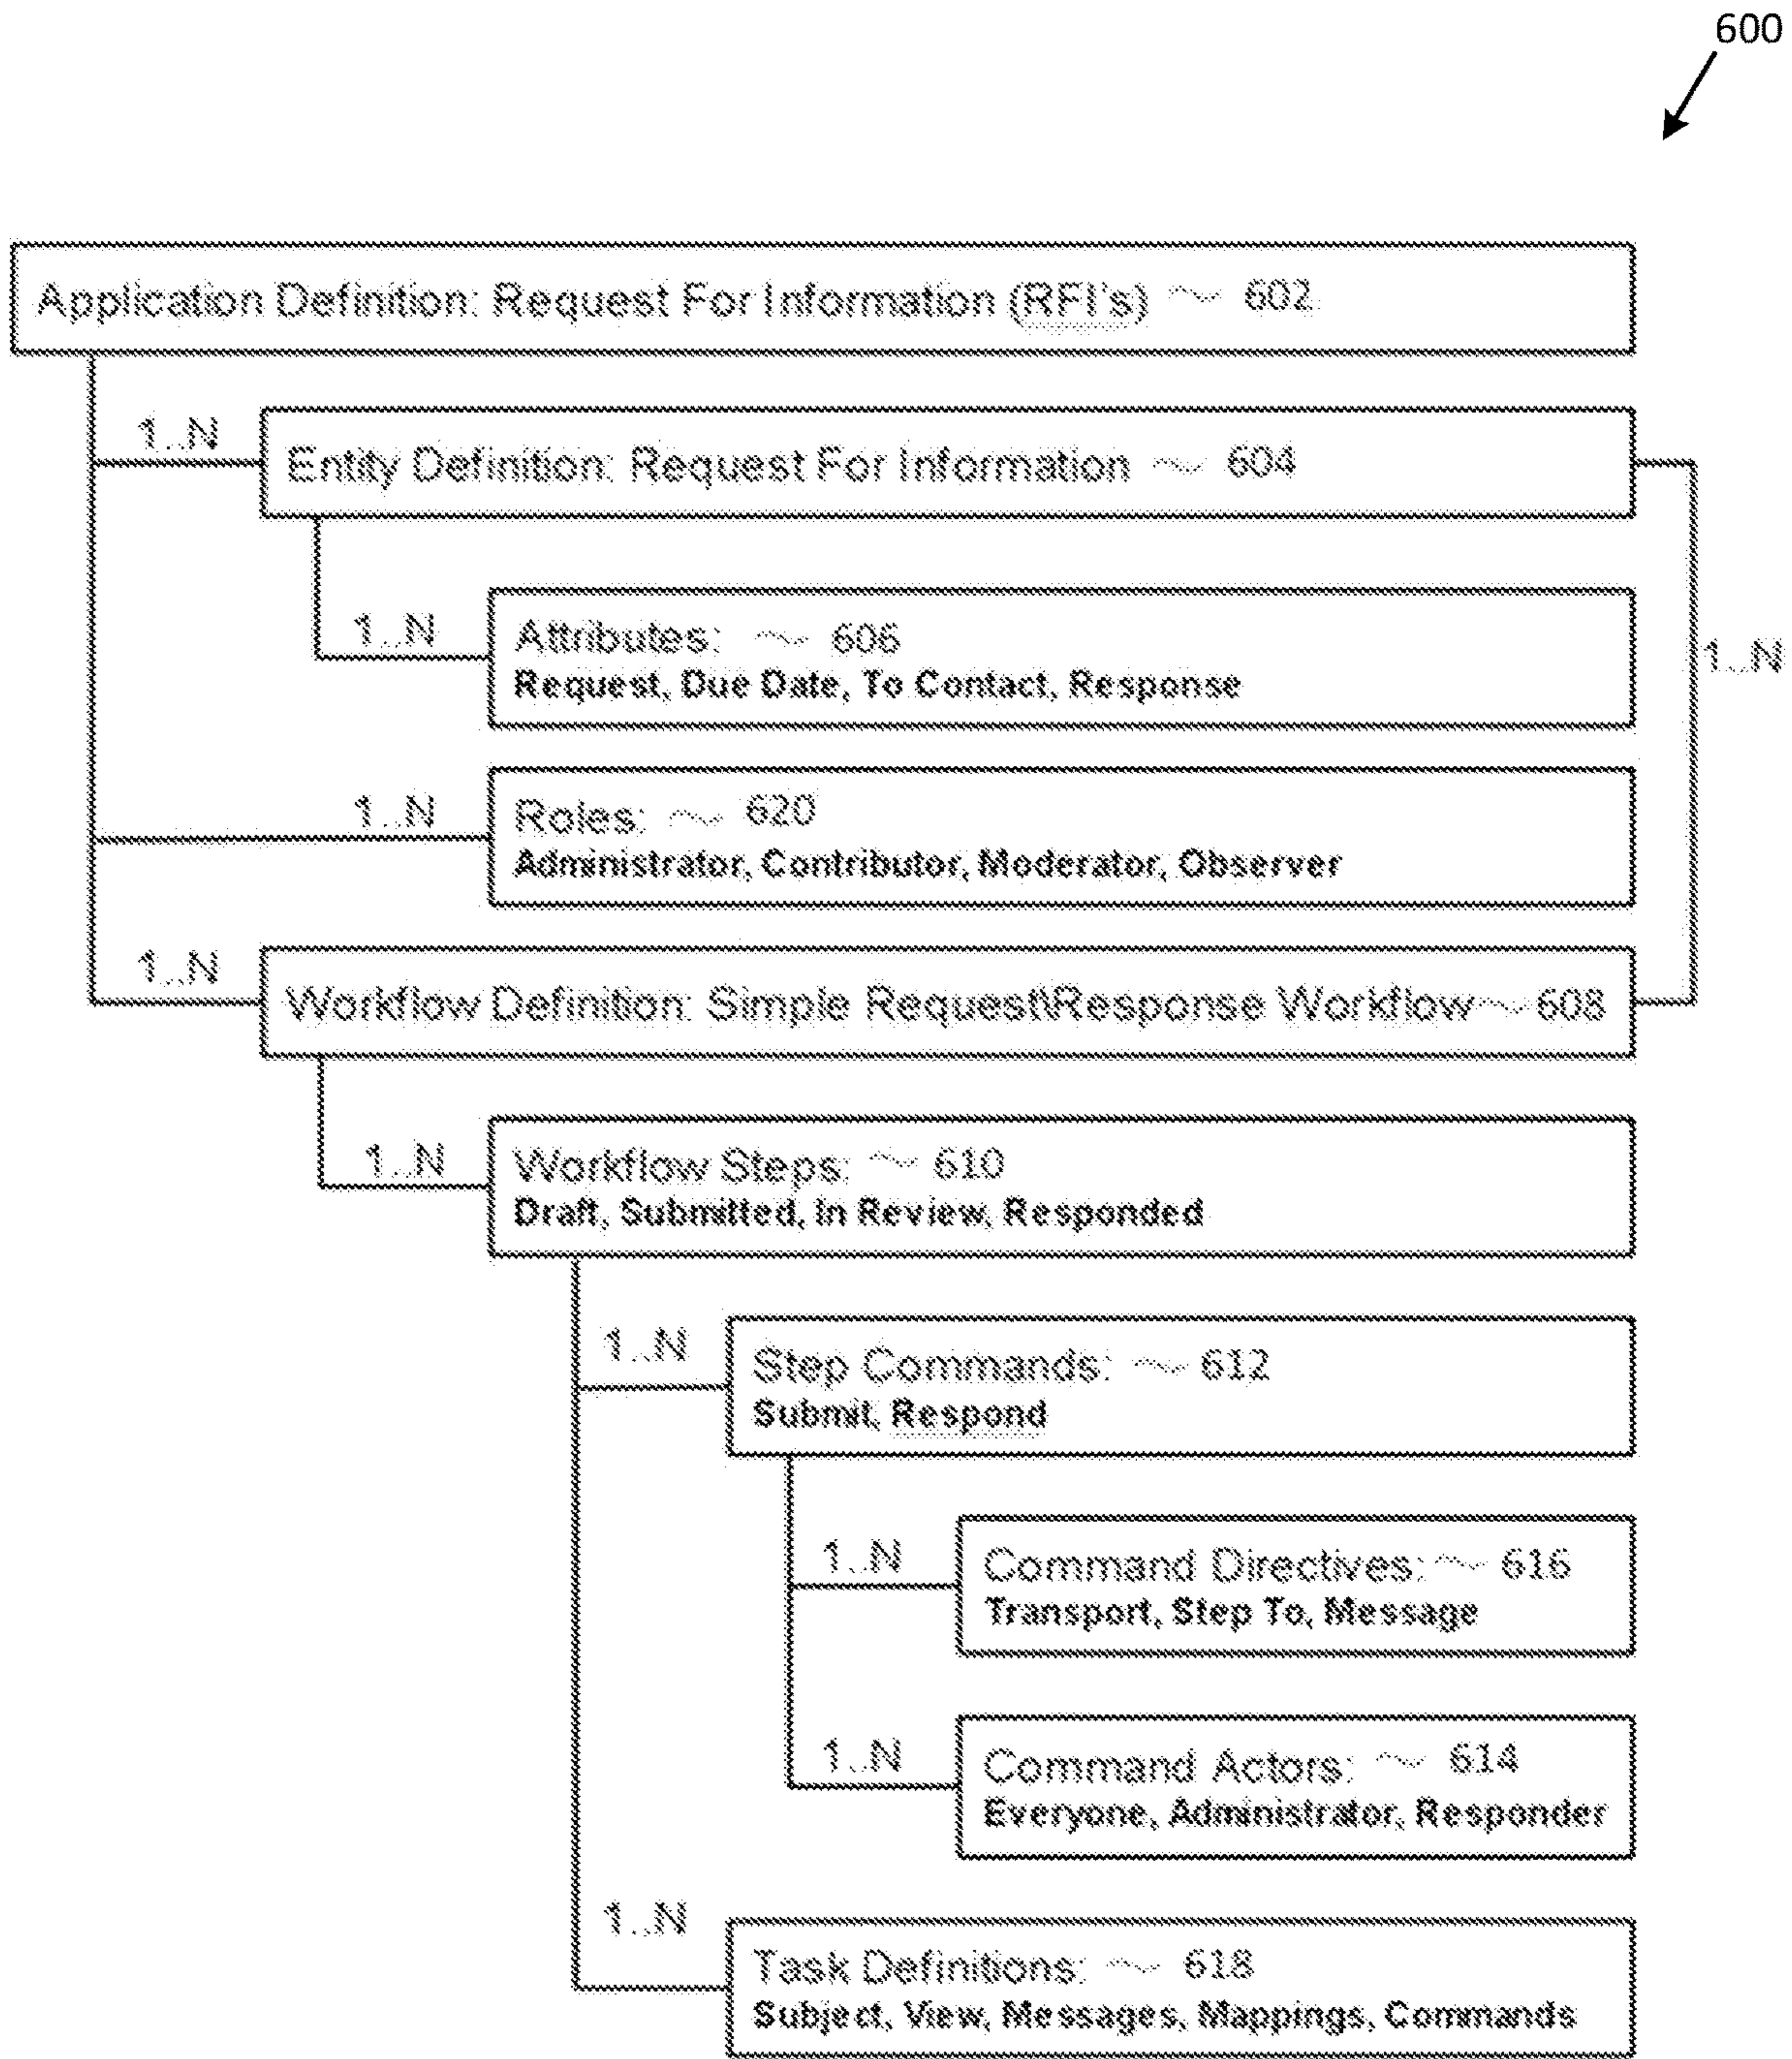 600
Application Definition: Request For Information (RFI's) 602
1..N
Entity Definition: Request For Information 604
1..N
Attributes: 606
Request, Due Date, To Contact, Response
1..N
1..N
Roles: 620
Administrator, Contributor, Moderator, Observer
1..N
Workflow Definition: Simple Request\Response Workflow 608
1..N
Workflow Steps: 610
Draft, Submitted, In Review, Responded
1..N
Step Commands: 612
Submit, Respond
1..N
Command Directives: 616
Transport, Step To, Message
1..N
Command Actors: 614
Everyone, Administrator, Responder
1..N
Task Definitions: 618
Subject, View, Messages, Mappings, Commands